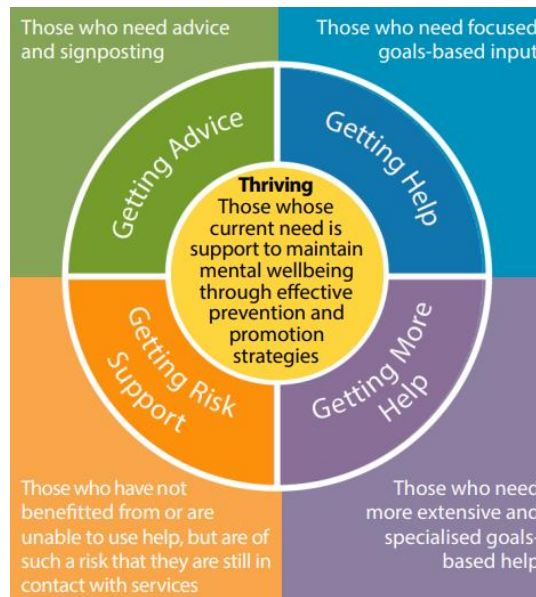 Those who need advice
and signposting
Those who need focused
goals-based input
Getting Advice
Getting Help
Thriving
Those whose
current need is
support to maintain
mental wellbeing
through effective
prevention and
promotion
strategies
Getting Risk
Support
Getting More
Help
Those who have not
benefitted from or are
unable to use help, but are of
such a risk that they are still in
contact with services
Those who need
more extensive and
specialised goals-
based help